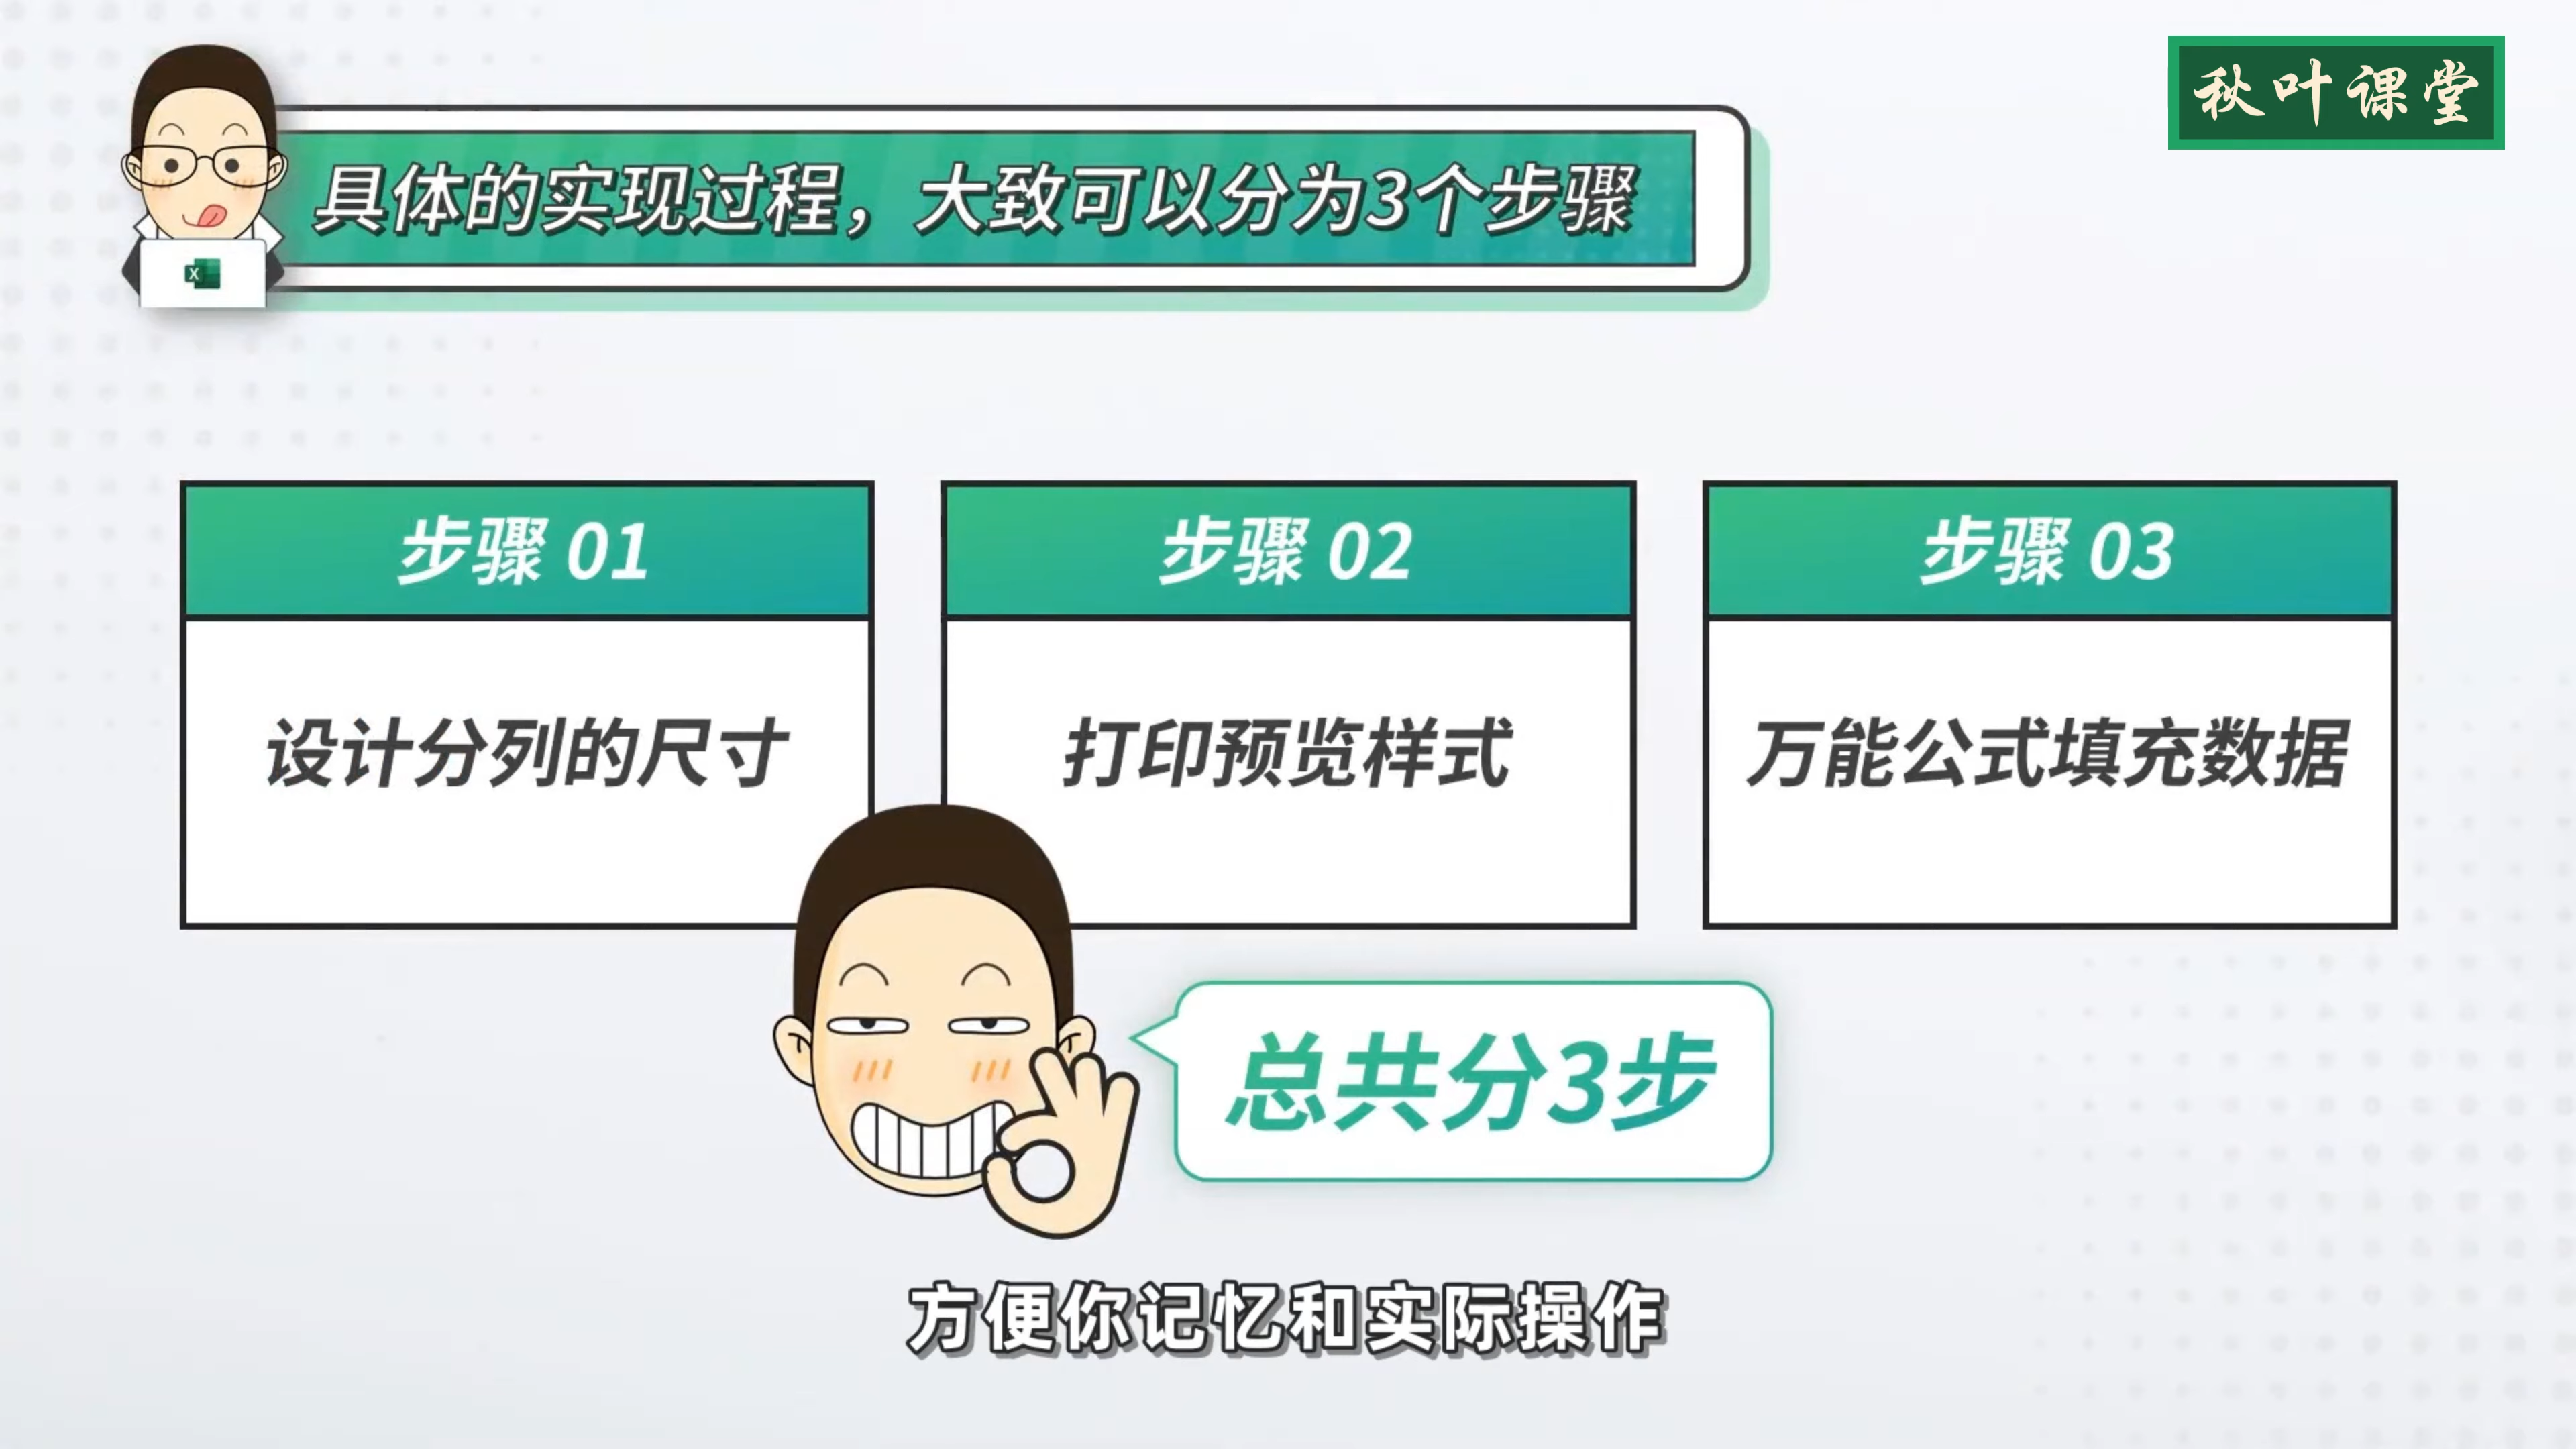 秋叶课堂
具体的实现过程，大致可以分为3个步骤
步骤 01
设计分列的尺寸
步骤 02
打印预览样式
步骤 03
万能公式填充数据
总共分3步
方便你记忆和实际操作